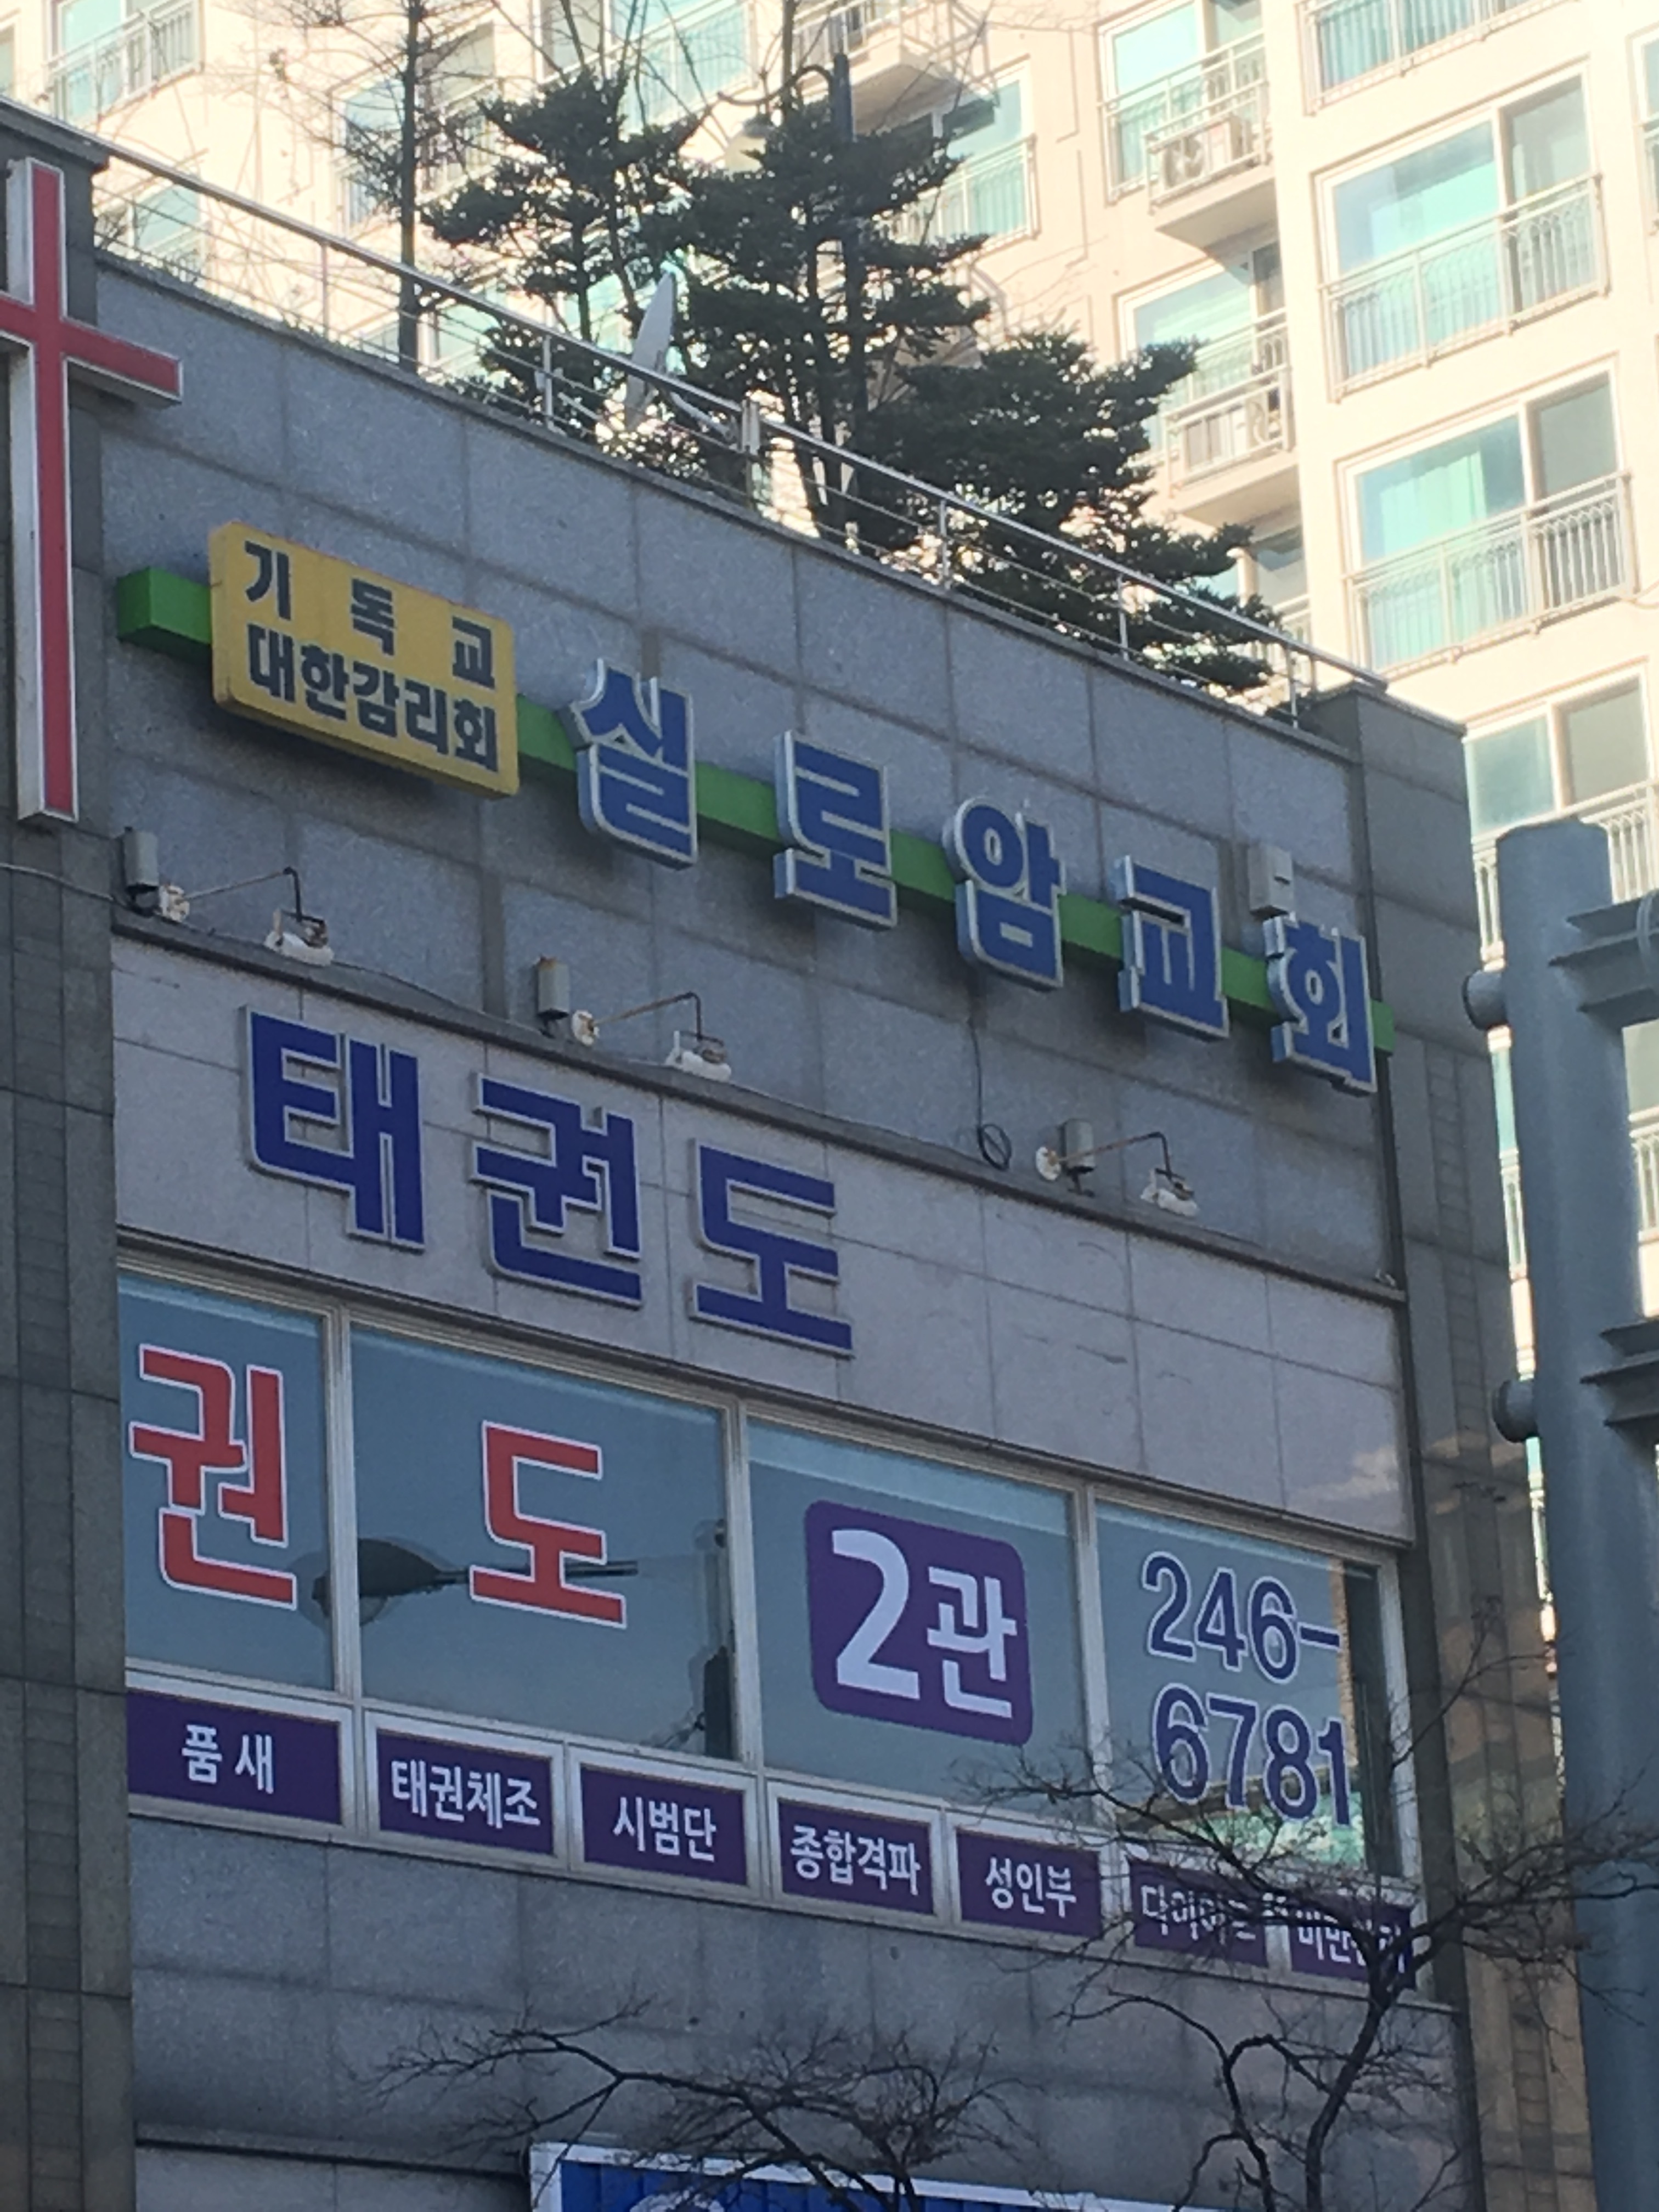 기 독 교
대한감리회
실로암교회
태권도
권 도
2관
246-
6781
품새
태권체조
시범단
종합격파
성인부